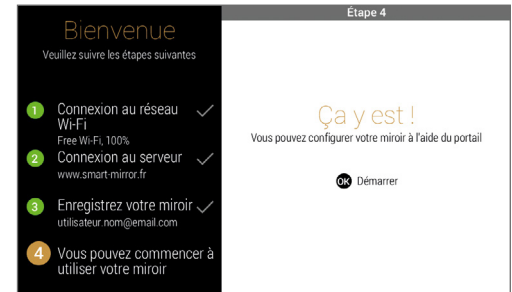 Bienvenue
Veuillez suivre les étapes suivantes
1 Connexion au réseau
Wi-Fi
Free Wi-Fi, 100%
2 Connexion au serveur
www.smart-mirror.fr
3 Enregistrez votre miroir
utilisateur.nom@email.com
4 Vous pouvez commencer à
utiliser votre miroir
Étape 4
Ça y est !
Vous pouvez configurer votre miroir à l'aide du portail
OK Démarrer